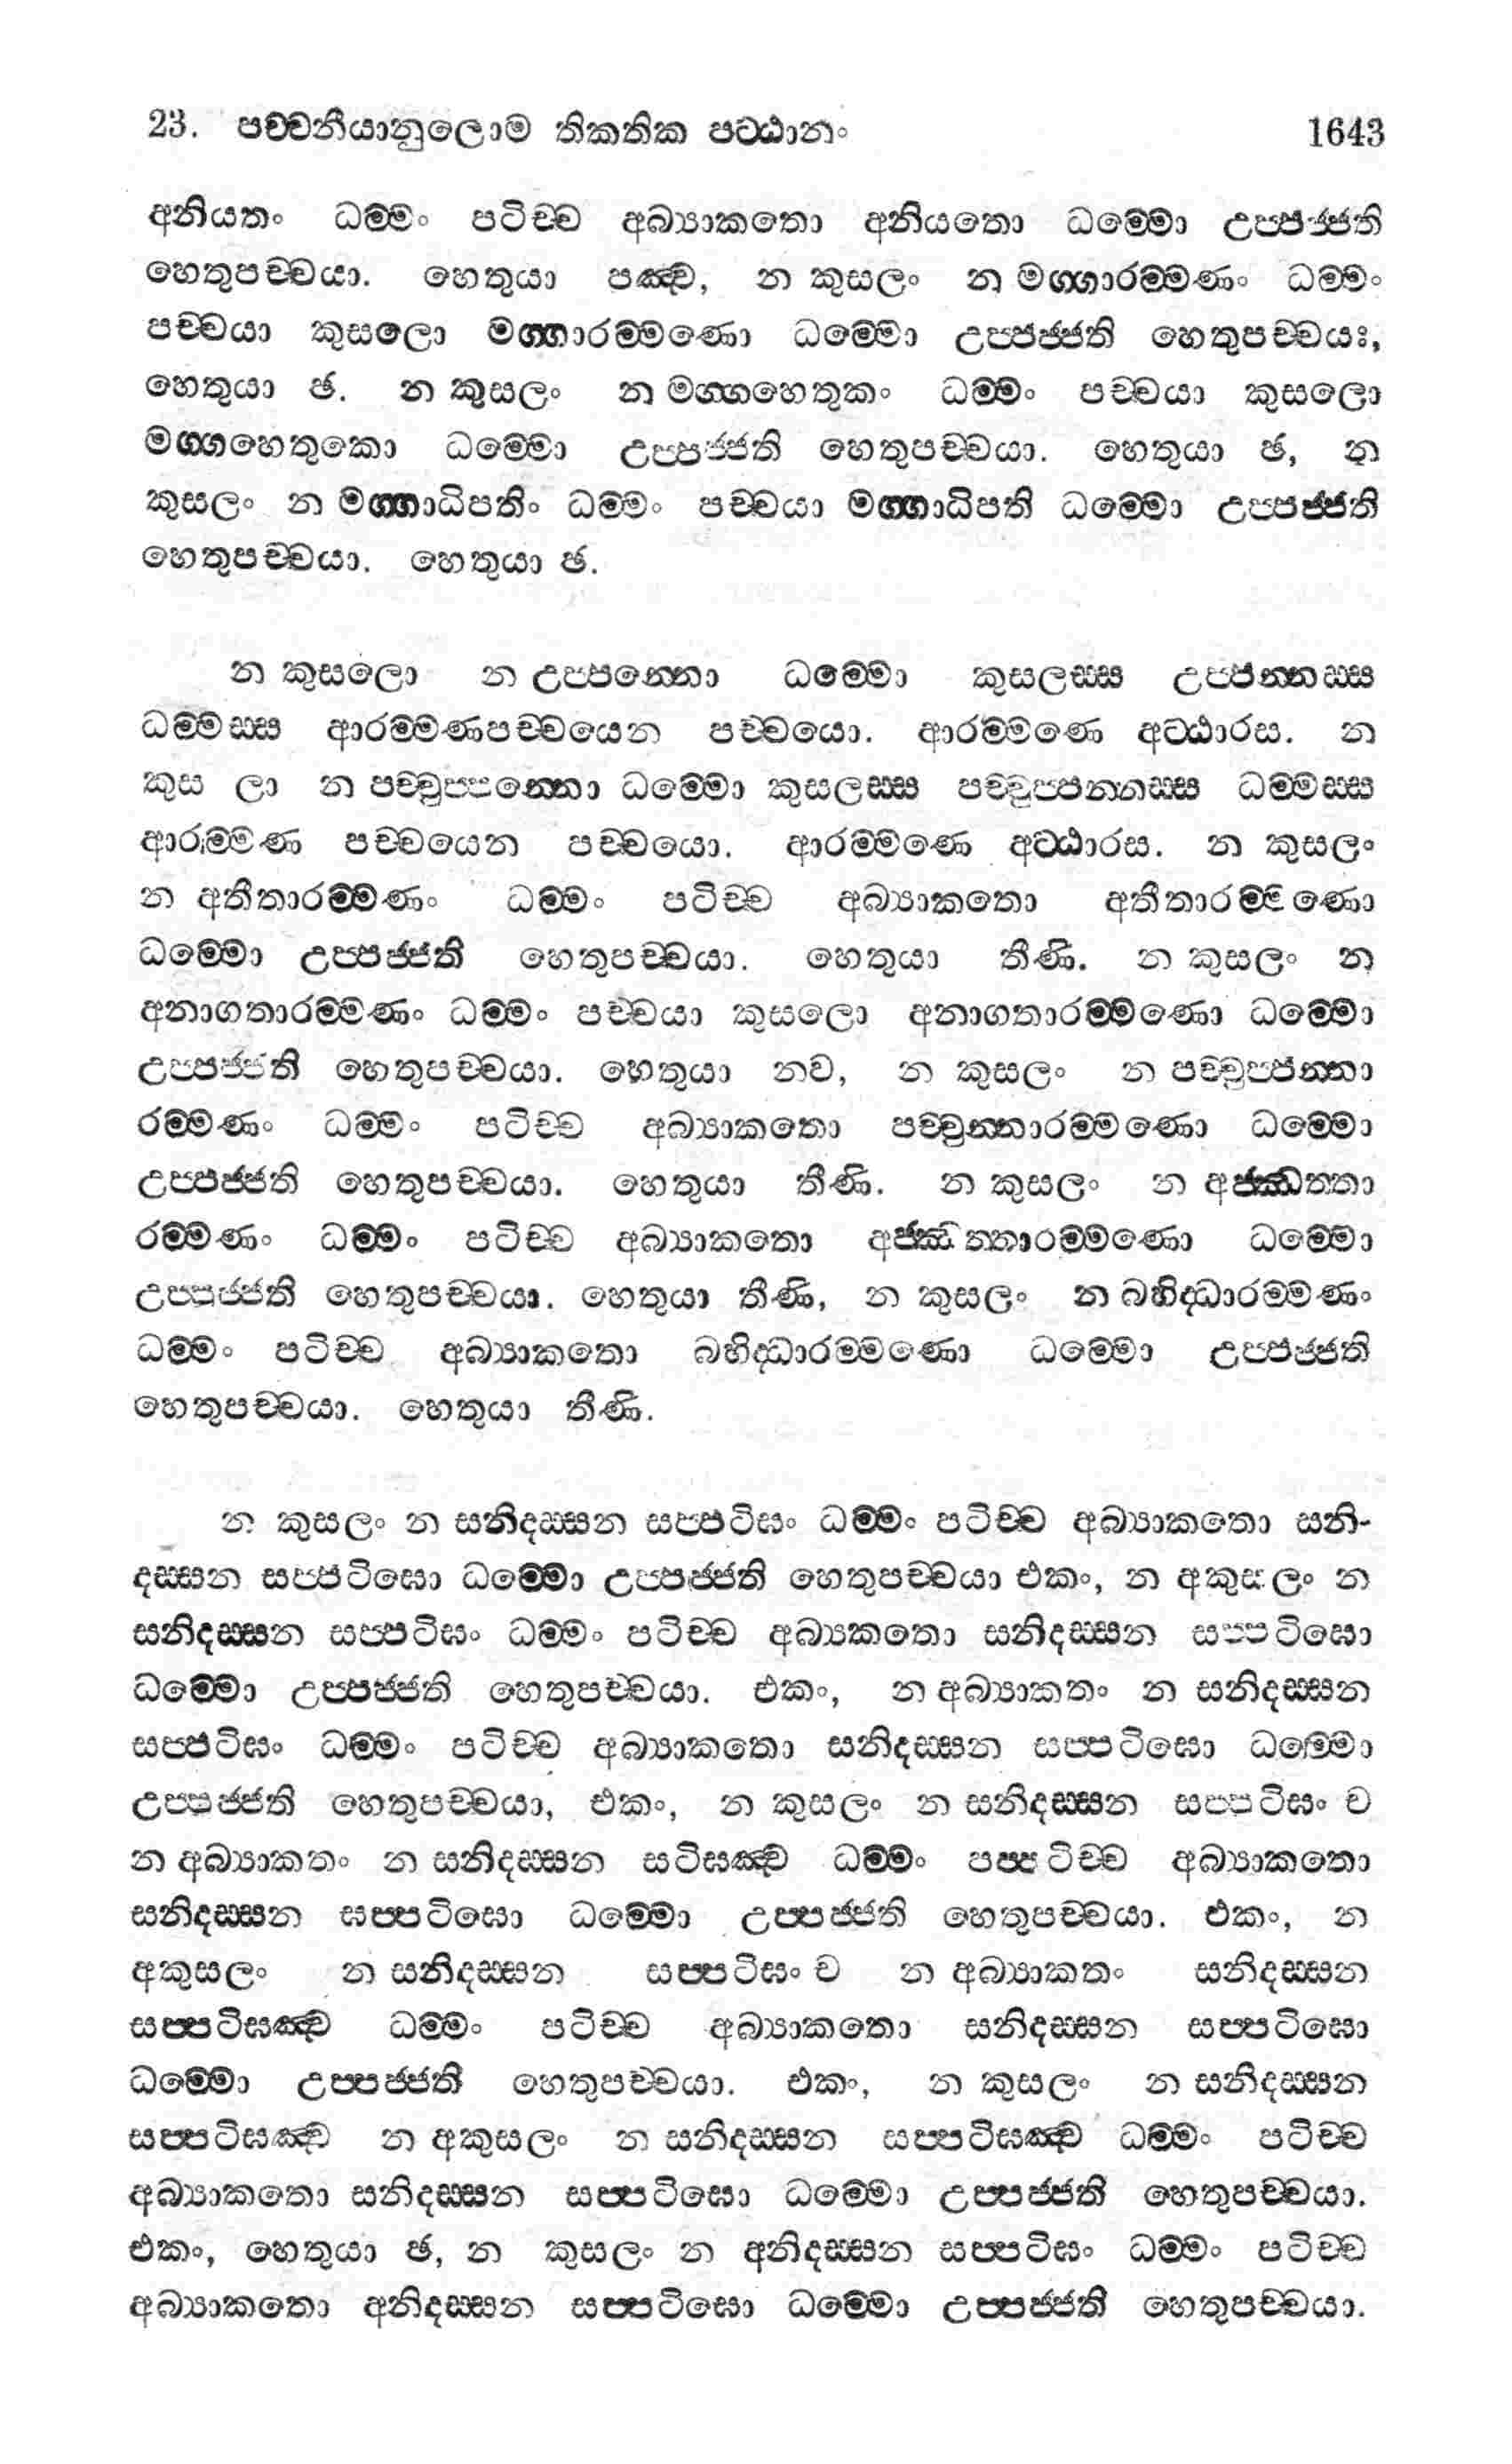 23. පච්චනීයානුලොම තිකතික පට්ඨානං 1643
අනියතං ධම්මං පටිච්ච අබ්‍යාකතො අනියතො ධම්මො උප්පජ්ජති
හෙතුපච්චයා. හෙතුයා පඤ්ච, න කුසලං න මග්ගාරම්මණං ධම්මං
පච්චයා කුසලො මග්ගාරම්මණො ධම්මො උප්පජ්ජති හෙතුපච්චයඃ,
හෙතුයා ඡ. න කුසලං න මග්ගහෙතුකං ධම්මං පච්චයා කුසලො
මග්ගහෙතුකො ධම්මො උප්පජ්ජති හෙතුපච්චයා. හෙතුයා ඡ, න
කුසලං න මග්ගාධිපතිං ධම්මං පච්චයා මග්ගාධිපති ධම්මො උප්පජ්ජති
හෙතුපච්චයා. හෙතුයා ඡ.
න කුසලො න උප්පන්නො ධම්මො කුසලස්ස උප්පන්නස්ස
ධම්මස්ස ආරම්මණපච්චයෙන පච්චයො. ආරම්මණෙ අට්ඨාරස. න
කුස ලා න පච්චුප්පන්නො ධම්මො කුසලස්ස පච්චුප්පන්නස්ස ධම්මස්ස
ආරම්මණ පච්චයෙන පච්චයො. ආරම්මණෙ අට්ඨාරස. න කුසලං
න අතීතාරම්මණං ධම්මං පටිච්ච අබ්‍යාකතො අතීතාරම්මණො
ධම්මො උප්පජ්ජති හෙතුපච්චයා. හෙතුයා තීණි. න කුසලං න
අනාගතාරම්මණං ධම්මං පච්චයා කුසලො අනාගතාරම්මණො ධම්මො
උප්පජ්ජති හෙතුපච්චයා. හෙතුයා නව, න කුසලං න පච්චුප්පන්නා
රම්මණං ධම්මං පටිච්ච අබ්‍යාකතො පච්චුන්නාරම්මණො ධම්මො
උප්පජ්ජති හෙතුපච්චයා. හෙතුයා තීණි. න කුසලං න අජ්ඣත්තා
රම්මණං ධම්මං පටිච්ච අබ්‍යාකතො අජ්ඣත්තාරම්මණො ධම්මො
උප්පජ්ජති හෙතුපච්චයා. හෙතුයා තීණි, න කුසලං න බහිද්ධාරම්මණං
ධම්මං පටිච්ච අබ්‍යාකතො බහිද්ධාරම්මණො ධම්මො උප්පජ්ජති
හෙතුපච්චයා. හෙතුයා තීණි.
න කුසලං න සනිදස්සන සප්පටිඝං ධම්මං පටිච්ච අබ්‍යාකතො සනි-
දස්සන සප්පටිඝො ධම්මො උප්පජ්ජති හෙතුපච්චයා එකං, න අකුසලං න
සනිදස්සන සප්පටිඝං ධම්මං පටිච්ච අබ්‍යකතො සනිදස්සන සප්පටිඝො
ධම්මො උප්පජ්ජති හෙතුපච්චයා. එකං, න අබ්‍යාකතං න සනිදස්සන
සප්පටිඝං ධම්මං පටිච්ච අබ්‍යාකතො සනිදස්සන සප්පටිඝො ධම්මො
උප්පජ්ජති හෙතුපච්චයා, එකං, න කුසලං න සනිදස්සන සප්පටිඝං ච
න අබ්‍යාකතං න සනිදස්සන සටිඝඤ්ච ධම්මං පප්පටිච්ච අබ්‍යාකතො
සනිදස්සන ඝප්පටිඝො ධම්මො උප්පජ්ජති හෙතුපච්චයා. එකං, න
අකුසලං න සනිදස්සන සප්පටිඝං ච න අබ්‍යාකතං සනිදස්සන
සප්පටිඝඤ්ච ධම්මං පටිච්ච අබ්‍යාකතො සනිදස්සන සප්පටිඝො
ධම්මො උප්පජ්ජති හෙතුපච්චයා. එකං, න කුසලං න සනිදස්සන
සප්පටිඝඤ්ච න අකුසලං න සනිදස්සන සප්පටිඝඤ්ච ධම්මං පටිච්ච
අබ්‍යාකතො සනිදස්සන සප්පටිඝො ධම්මො උප්පජ්ජති හෙතුපච්චයා.
එකං, හෙතුයා ඡ, න කුසලං න අනිදස්සන සප්පටිඝං ධම්මං පටිච්ච
අබ්‍යාකතො අනිදස්සන සප්පටිඝො ධම්මො උප්පජ්ජති හෙතුපච්චයා.